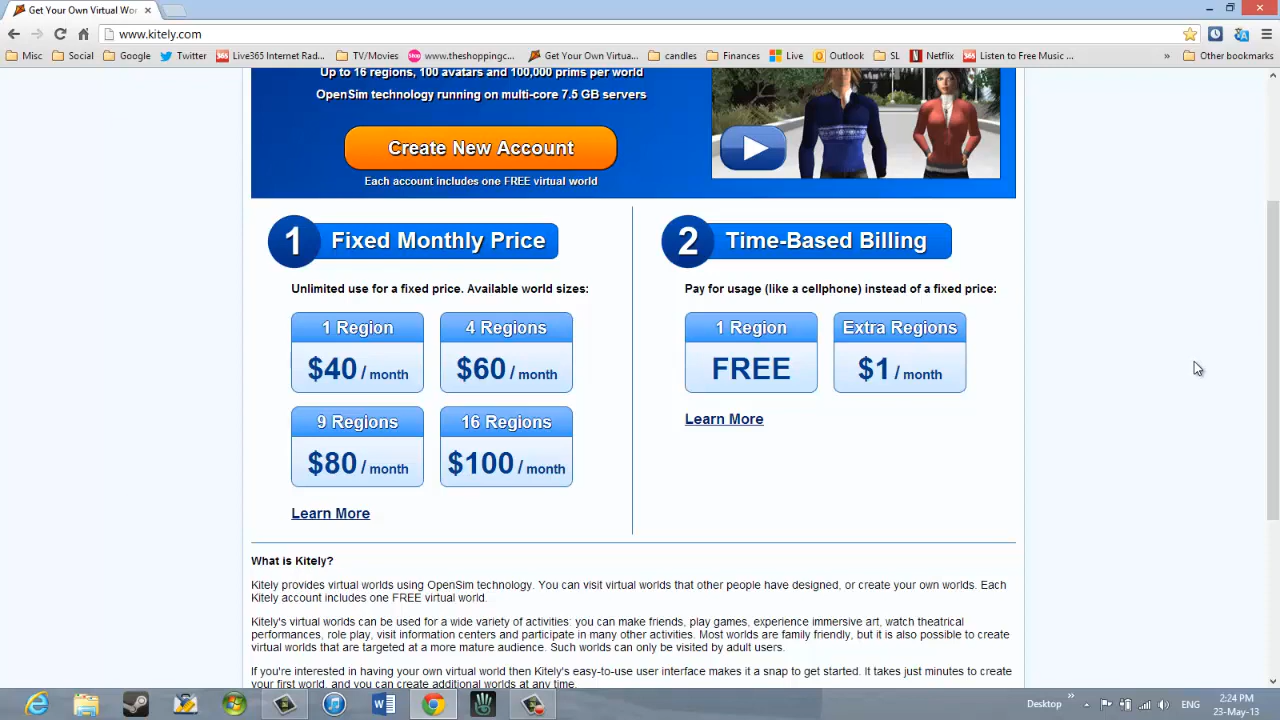 Get Your Own Virtual Wor
www.kitely.com
Misc
Social
Google
Twitter
Live365 Internet Rad...
TV/Movies
www.theshoppingc...
Get Your Own Virtua...
candles
Finances
Live
Outlook
SL
Netflix
Listen to Free Music ...
»
Other bookmarks
Up to 16 regions, 100 avatars and 100,000 prims per world
OpenSim technology running on multi-core 7.5 GB servers
Create New Account
Each account includes one FREE virtual world
1 Fixed Monthly Price
Unlimited use for a fixed price. Available world sizes:
1 Region
$40 / month
4 Regions
$60 / month
9 Regions
$80 / month
16 Regions
$100 / month
Learn More
2 Time-Based Billing
Pay for usage (like a cellphone) instead of a fixed price:
1 Region
FREE
Extra Regions
$1 / month
Learn More
What is Kitely?
Kitely provides virtual worlds using OpenSim technology. You can visit virtual worlds that other people have designed, or create your own worlds. Each
Kitely account includes one FREE virtual world.
Kitely's virtual worlds can be used for a wide variety of activities: you can make friends, play games, experience immersive art, watch theatrical
performances, role play, visit information centers and participate in many other activities. Most worlds are family friendly, but it is also possible to create
virtual worlds that are targeted at a more mature audience. Such worlds can only be visited by adult users.
If you're interested in having your own virtual world then Kitely's easy-to-use user interface makes it a snap to get started. It takes just minutes to create
your first world, and you can create additional worlds at any time.
Desktop
»
ENG
2:24 PM
23-May-13